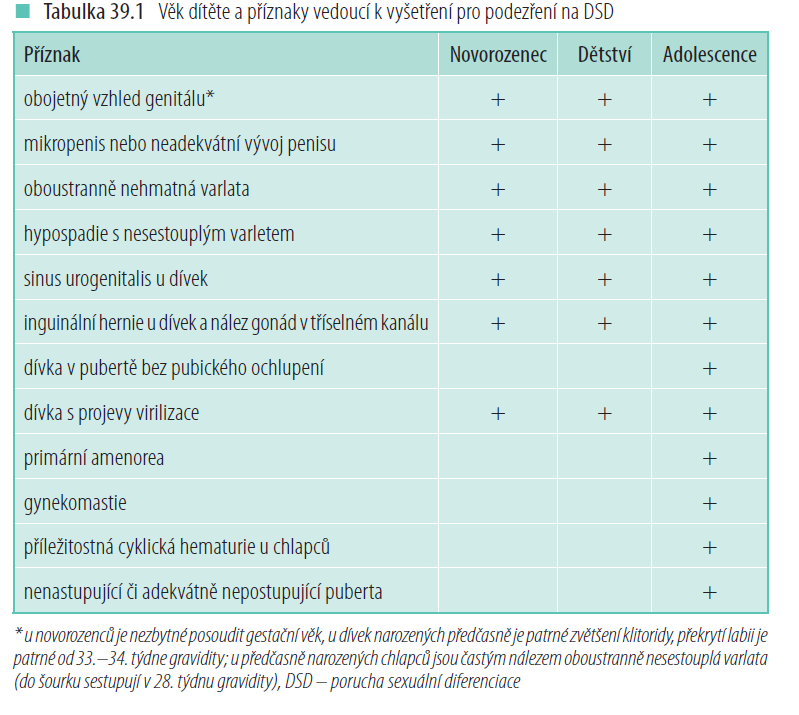 ■ Tabulka 39.1 Věk dítěte a příznaky vedoucí k vyšetření pro podezření na DSD
Příznak Novorozenec Dětství Adolescence
obojetný vzhled genitálu* + + +
mikropenis nebo neadekvátní vývoj penisu + + +
oboustranně nehmatná varlata + + +
hypospadie s nesestouplým varletem + + +
sinus urogenitalis u dívek + + +
inguinální hernie u dívek a nález gonád v tříselném kanálu + + +
dívka v pubertě bez pubického ochlupení +
dívka s projevy virilizace + + +
primární amenorea +
gynekomastie +
příležitostná cyklická hematurie u chlapců +
nenastupující či adekvátně nepostupující puberta +
* u novorozenců je nezbytné posoudit gestační věk, u dívek narozených předčasně je patrné zvětšení klitoridy, překrytí labii je
patrné od 33.–34. týdne gravidity; u předčasně narozených chlapců jsou častým nálezem oboustranně nesestouplá varlata
(do šourku sestupují v 28. týdnu gravidity), DSD – porucha sexuální diferenciace